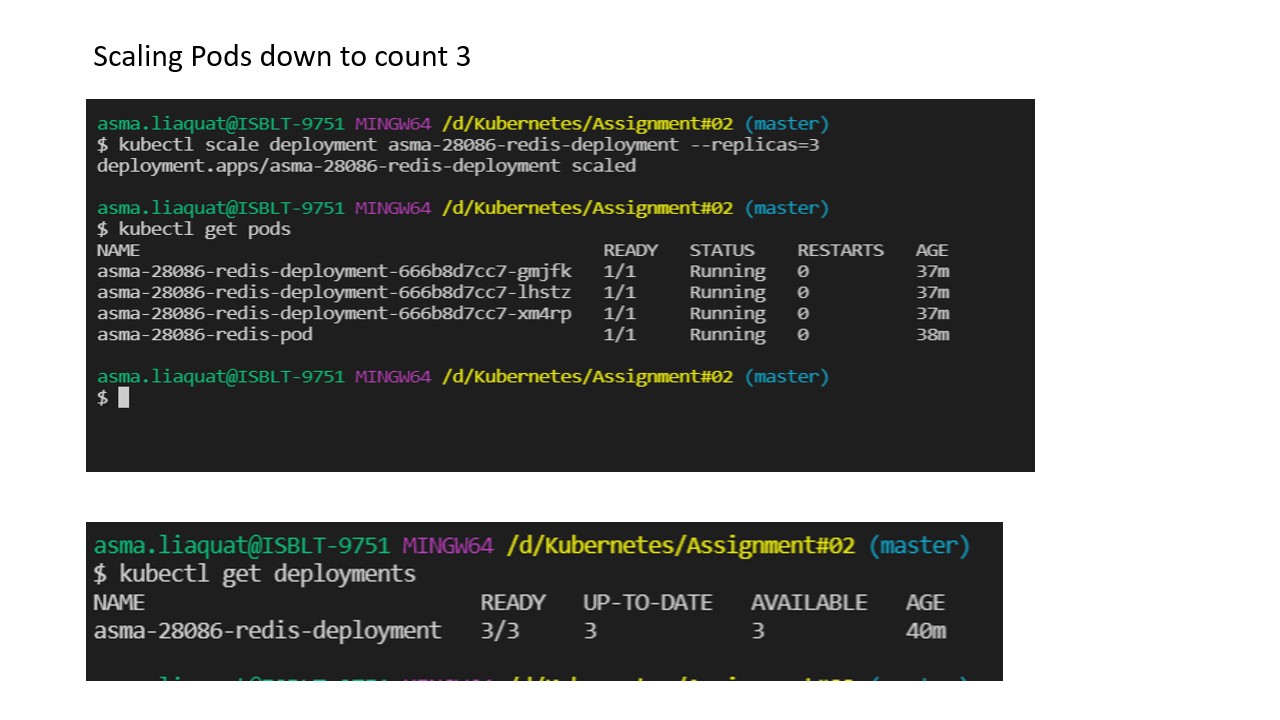 Scaling Pods down to count 3
asma.liaquat@ISBLT-9751 MINGW64 /d/Kubernetes/Assignment#02 (master)
$ kubectl scale deployment asma-28086-redis-deployment --replicas=3
deployment.apps/asma-28086-redis-deployment scaled
asma.liaquat@ISBLT-9751 MINGW64 /d/Kubernetes/Assignment#02 (master)
$ kubectl get pods
NAME READY STATUS RESTARTS AGE
asma-28086-redis-deployment-666b8d7cc7-gmjfk 1/1 Running 0 37m
asma-28086-redis-deployment-666b8d7cc7-lhstz 1/1 Running 0 37m
asma-28086-redis-deployment-666b8d7cc7-xm4rp 1/1 Running 0 37m
asma-28086-redis-pod 1/1 Running 0 38m
asma.liaquat@ISBLT-9751 MINGW64 /d/Kubernetes/Assignment#02 (master)
$
asma.liaquat@ISBLT-9751 MINGW64 /d/Kubernetes/Assignment#02 (master)
$ kubectl get deployments
NAME READY UP-TO-DATE AVAILABLE AGE
asma-28086-redis-deployment 3/3 3 3 40m